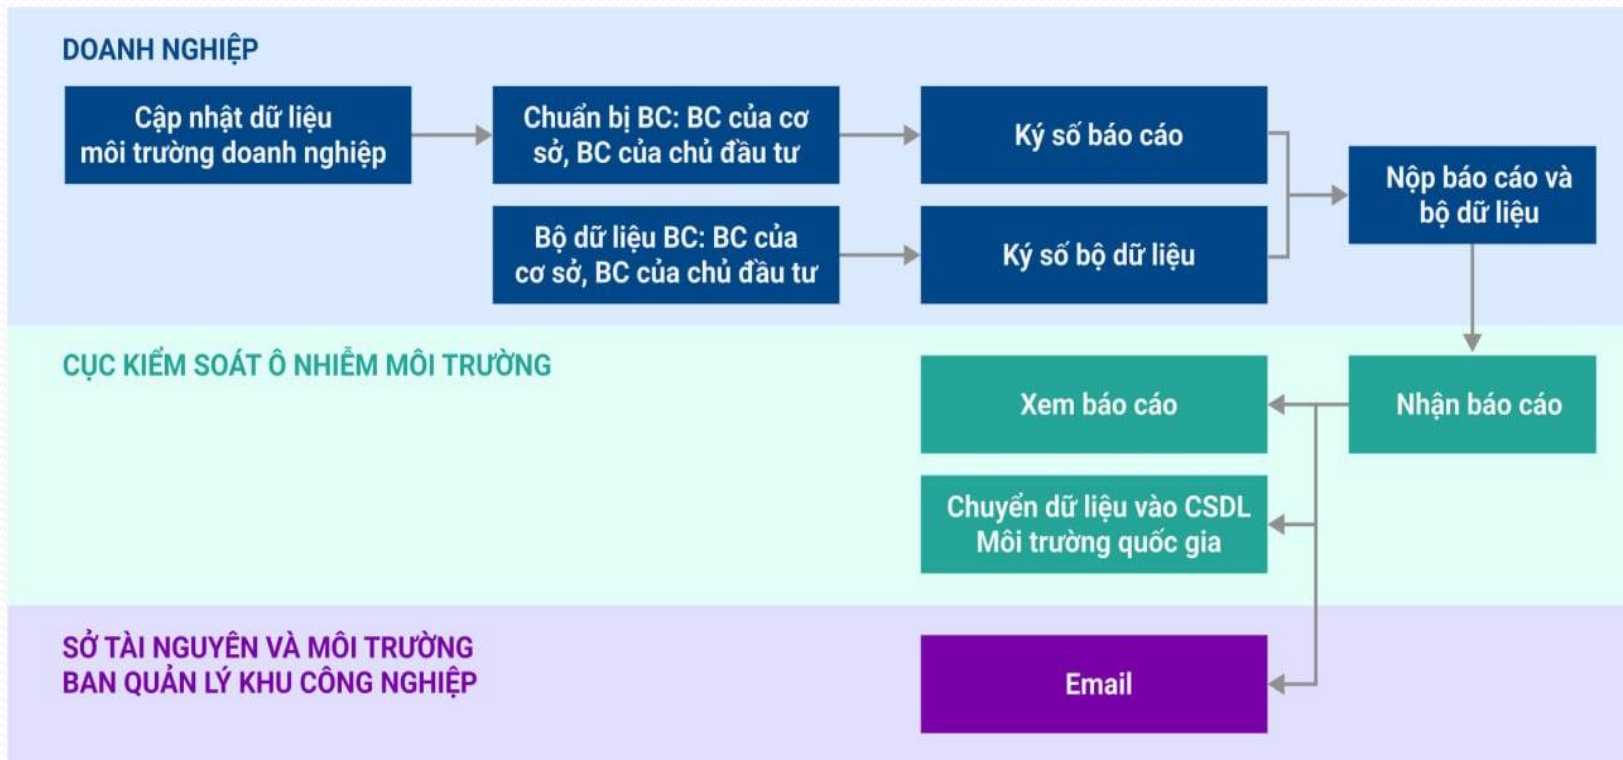 DOANH NGHIỆP
Cập nhật dữ liệu
môi trường doanh nghiệp
Chuẩn bị BC: BC của cơ
sở, BC của chủ đầu tư
Ký số báo cáo
Bộ dữ liệu BC: BC của
cơ sở, BC của chủ đầu tư
Ký số bộ dữ liệu
Nộp báo cáo và
bộ dữ liệu
CỤC KIỂM SOÁT Ô NHIỄM MÔI TRƯỜNG
Xem báo cáo
Nhận báo cáo
Chuyển dữ liệu vào CSDL
Môi trường quốc gia
SỞ TÀI NGUYÊN VÀ MÔI TRƯỜNG
BAN QUẢN LÝ KHU CÔNG NGHIỆP
Email